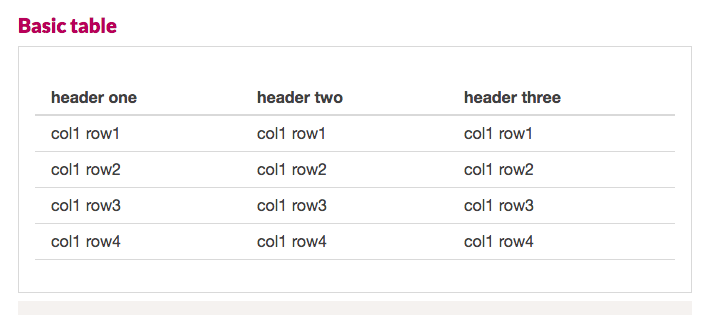 Basic table
header one header two header three
col1 row1 col1 row1 col1 row1
col1 row2 col1 row2 col1 row2
col1 row3 col1 row3 col1 row3
col1 row4 col1 row4 col1 row4